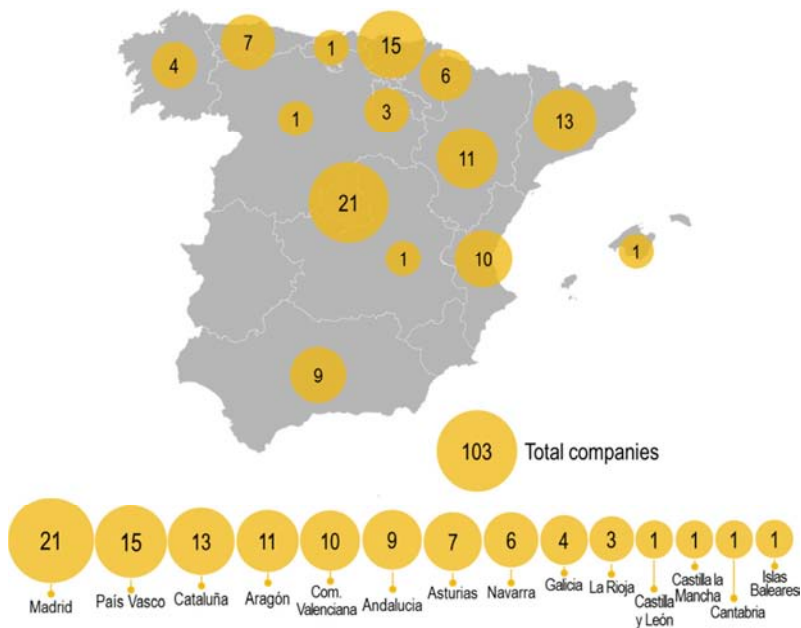 7
1
15
4
6
1
3
13
11
21
1
10
1
9
103 Total companies
21 15 13 11 10 9 7 6 4 3 1 1 1 1
Madrid
País Vasco
Cataluña
Aragón
Com.
Valenciana
Andalucia
Asturias
Navarra
Galicia
La Rioja
Castilla
y León
Castilla la
Mancha
Cantabria
Islas
Baleares